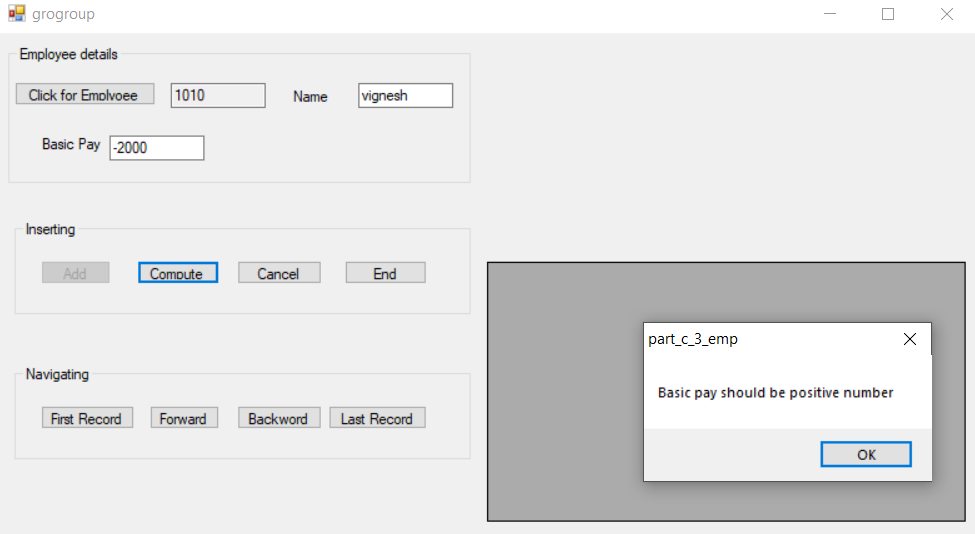 grogroup
Employee details
Click for Emplvoee 1010 Name vignesh
Basic Pay -2000
Inserting
Add Compute Cancel End
part_c_3_emp
Basic pay should be positive number
OK
Navigating
First Record Forward Backword Last Record